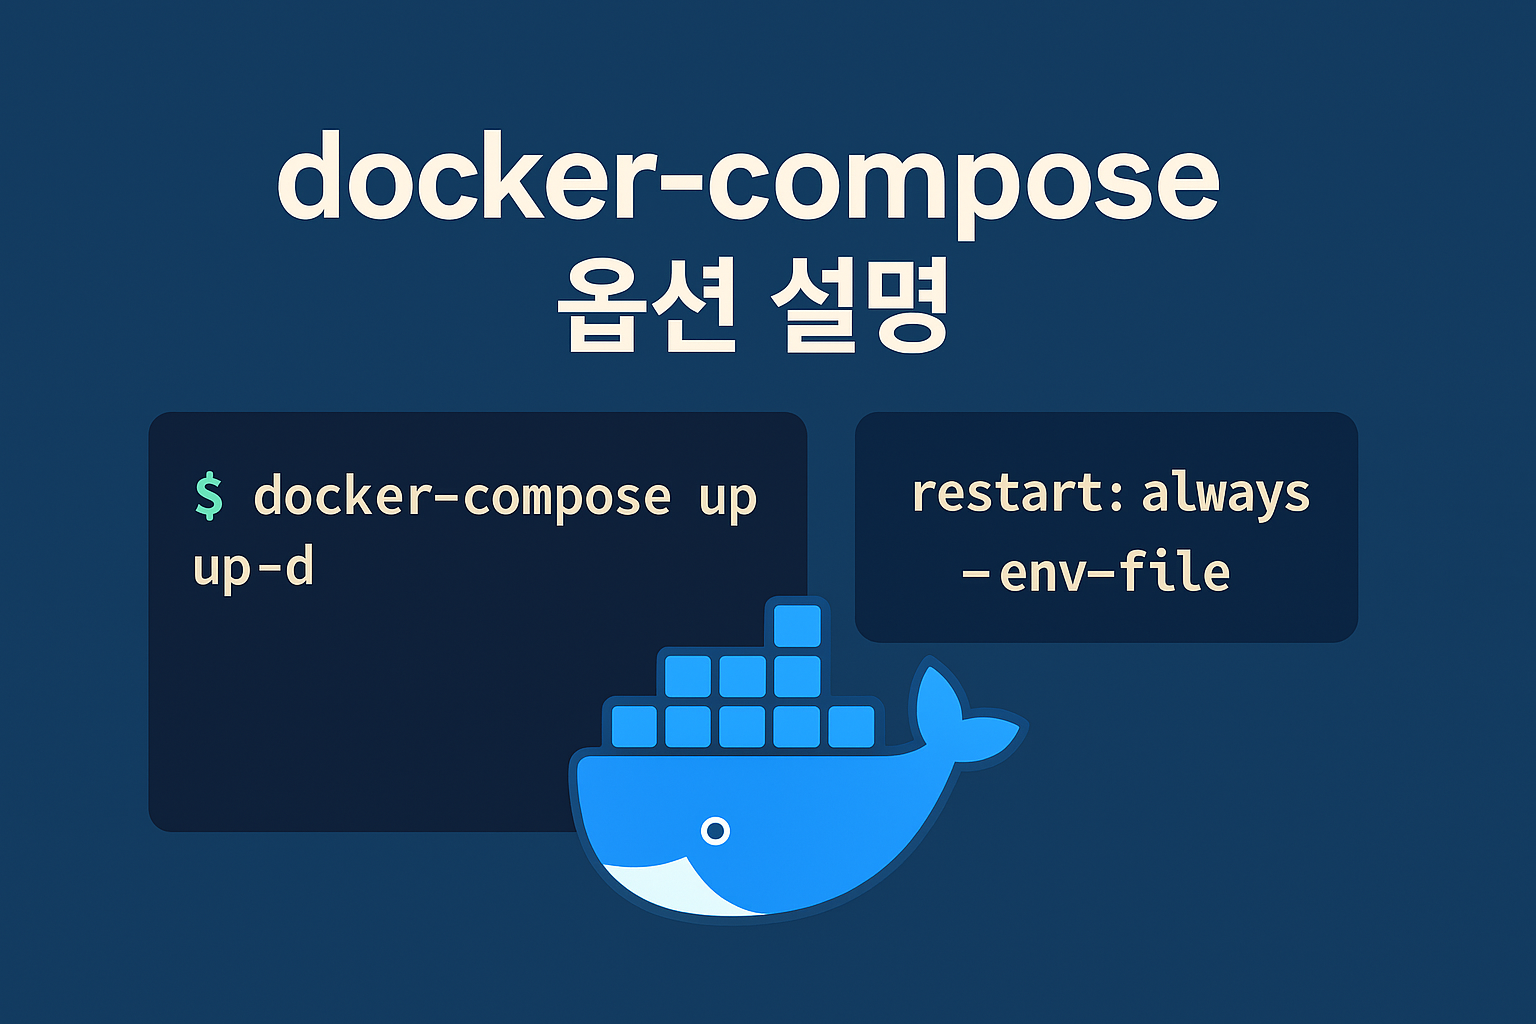 docker-compose
옵션 설명
$ docker-compose up
up-d
restart: always
-env-file